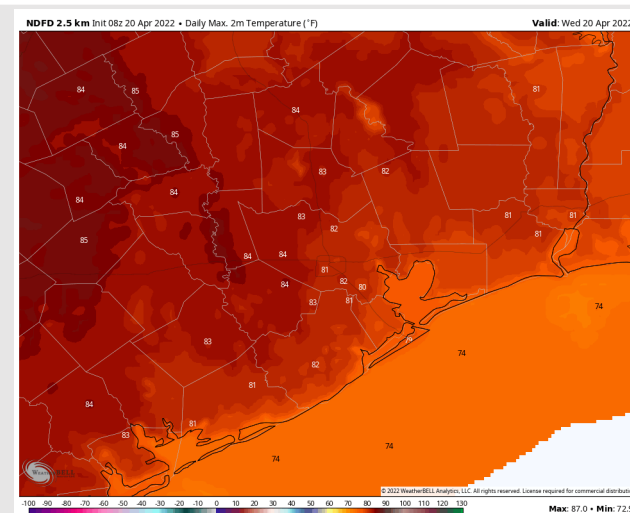 NDFD 2.5 km Init 08z 20 Apr 2022 • Daily Max. 2m Temperature (°F)
Valid: Wed 20 Apr 2022
81
84 85
84
85
84
83 82
84
84
83 81 81
82 81
85
84 84
81
84 82 80
83 81
83 79 74
74
82
81
84
81
83
74
74
WeatherBELL
© 2022 WeatherBELL Analytics, LLC. All rights reserved. License required for commercial distributi
-100 -90 -80 -70 -60 -50 -40 -30 -20 -10 0 10 20 30 40 50 60 70 80 90 100 110 120 130
Max: 87.0 • Min: 72.5